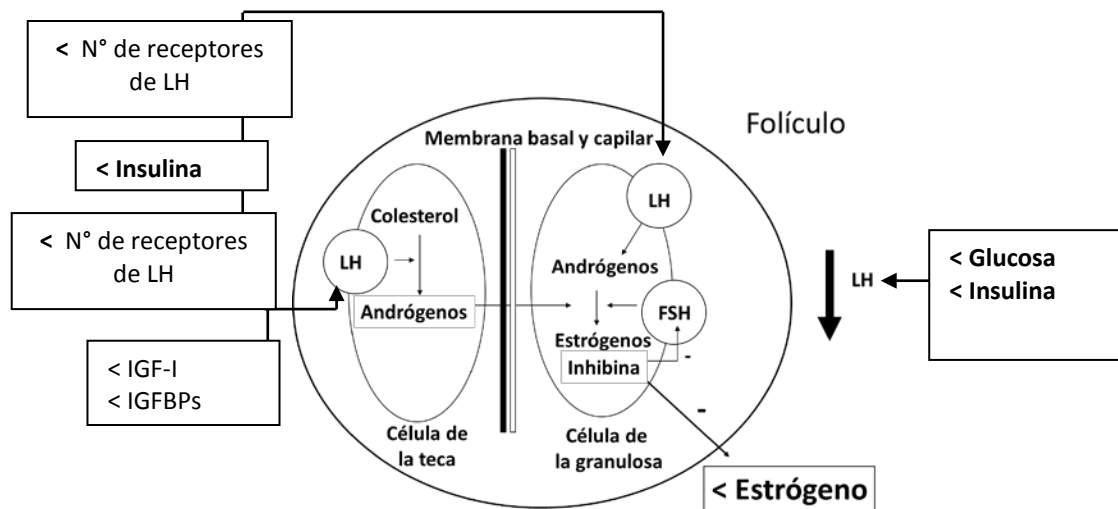 < N° de receptores
de LH
< Insulina
< N° de receptores
de LH
< IGF-I
< IGFBPs
Folículo
Membrana basal y capilar
Colesterol
LH
Andrógenos
Célula de
la teca
LH
Andrógenos
FSH
Estrógenos
Inhibina
-
-
Célula de
la granulosa
< Estrógeno
LH
< Glucosa
< Insulina